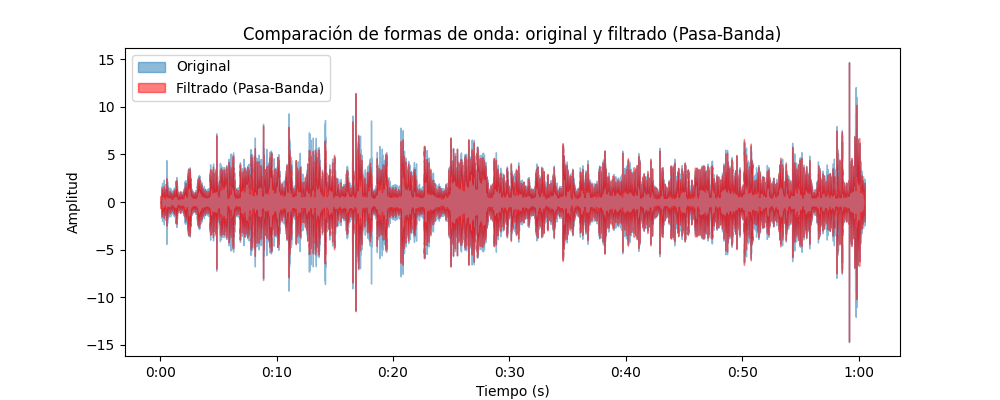 Comparación de formas de onda: original y filtrado (Pasa-Banda)
Original
Filtrado (Pasa-Banda)
Amplitud
15
10
5
0
−5
−10
−15
0:00 0:10 0:20 0:30 0:40 0:50 1:00
Tiempo (s)